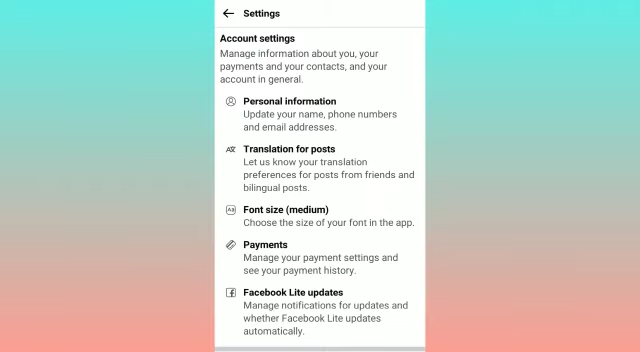 Settings
Account settings
Manage information about you, your
payments and your contacts, and your
account in general.
Personal information
Update your name, phone numbers
and email addresses.
Translation for posts
Let us know your translation
preferences for posts from friends and
bilingual posts.
Font size (medium)
Choose the size of your font in the app.
Payments
Manage your payment settings and
see your payment history.
Facebook Lite updates
Manage notifications for updates and
whether Facebook Lite updates
automatically.